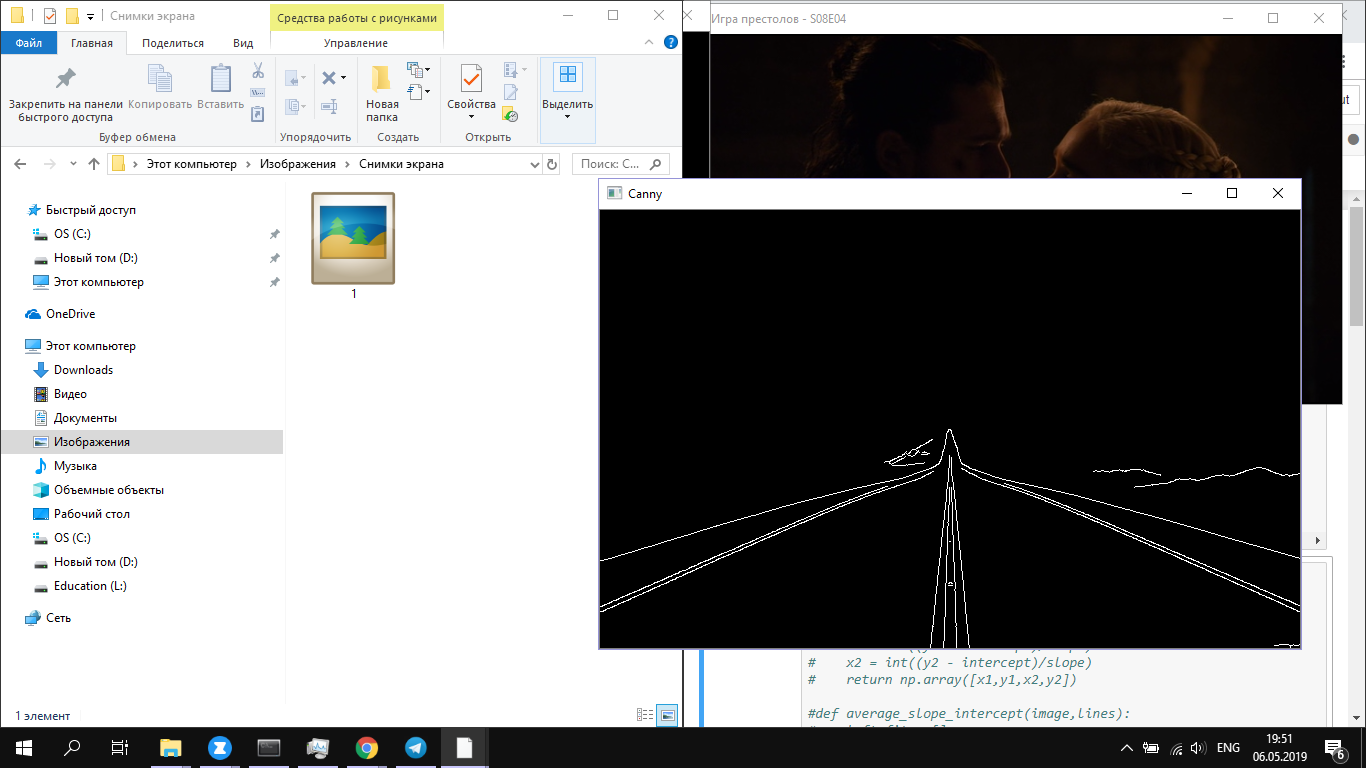 Снимки экрана
Средства работы с рисунками
Файл
Главная
Поделиться
Вид
Управление
Закрепить на панели
быстрого доступа
Копировать
Вставить
Новая
папка
Свойства
Выделить
Буфер обмена
Упорядочить
Создать
Открыть
Этот компьютер
Изображения
Снимки экрана
Поиск: С...
Быстрый доступ
OS (C:)
Новый том (D:)
Этот компьютер
OneDrive
Этот компьютер
Downloads
Видео
Документы
Изображения
Музыка
Объемные объекты
Рабочий стол
OS (C:)
Новый том (D:)
Education (L:)
Сеть
1
1 элемент
Игра престолов - S08E04
Canny
# x2 = int((y2 - intercept)/slope)
# return np.array([x1,y1,x2,y2])
#def average_slope_intercept(image,lines):
ENG
19:51
06.05.2019
6